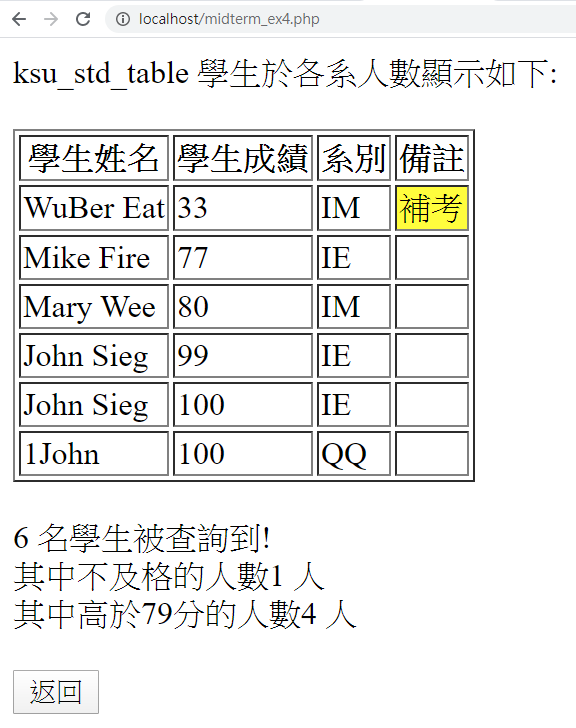 localhost/midterm_ex4.php
ksu_std_table 學生於各系人數顯示如下:
學生姓名 學生成績 系別 備註
WuBer Eat 33 IM 補考
Mike Fire 77 IE
Mary Wee 80 IM
John Sieg 99 IE
John Sieg 100 IE
1John 100 QQ
6 名學生被查詢到!
其中不及格的人數1 人
其中高於79分的人數4 人
返回